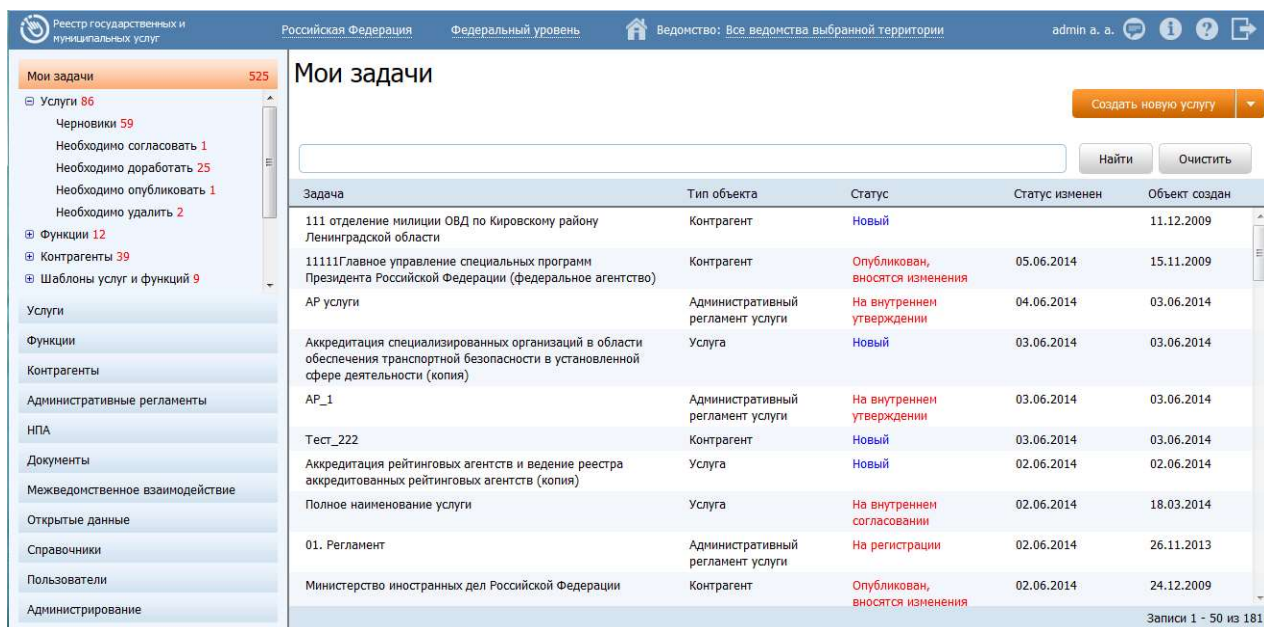 Реестр государственных и
муниципальных услуг
Российская Федерация Федеральный уровень Ведомство: Все ведомства выбранной территории admin a. a.
Мои задачи 525
Услуги 86
Черновики 59
Необходимо согласовать 1
Необходимо доработать 25
Необходимо опубликовать 1
Необходимо удалить 2
Функции 12
Контрагенты 39
Шаблоны услуг и функций 9
Услуги
Функции
Контрагенты
Административные регламенты
НПА
Документы
Межведомственное взаимодействие
Открытые данные
Справочники
Пользователи
Администрирование
Мои задачи
Создать новую услугу
Найти Очистить
Задача Тип объекта Статус Статус изменен Объект создан
111 отделение милиции ОВД по Кировскому району Контрагент Новый 11.12.2009
Ленинградской области
11111Главное управление специальных программ Контрагент Опубликован, 05.06.2014 15.11.2009
Президента Российской Федерации (федеральное агентство) вносятся изменения
АР услуги Административный На внутреннем 04.06.2014 03.06.2014
регламент услуги утверждении
Аккредитация специализированных организаций в области Услуга Новый 03.06.2014 03.06.2014
обеспечения транспортной безопасности в установленной
сфере деятельности (копия)
АР_1 Административный На внутреннем 03.06.2014 03.06.2014
регламент услуги утверждении
Тест_222 Контрагент Новый 03.06.2014 03.06.2014
Аккредитация рейтинговых агентств и ведение реестра Услуга Новый 02.06.2014 02.06.2014
аккредитованных рейтинговых агентств (копия)
Полное наименование услуги Услуга На внутреннем 02.06.2014 18.03.2014
согласовании
01. Регламент Административный На регистрации 02.06.2014 26.11.2013
регламент услуги
Министерство иностранных дел Российской Федерации Контрагент Опубликован, 02.06.2014 24.12.2009
вносятся изменения
Записи 1 - 50 из 181